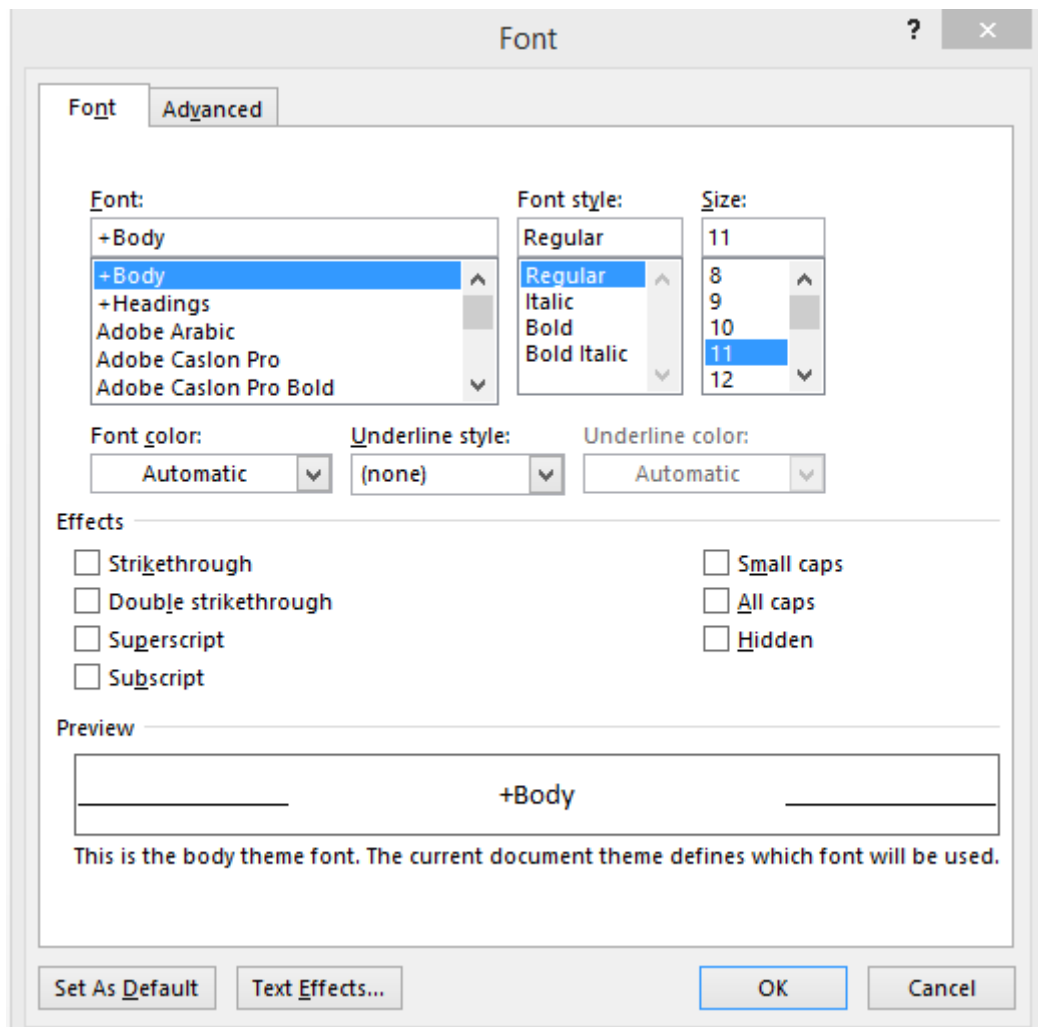 Font
?
Font Advanced
Font: Font style: Size:
+Body Regular 11
+Body Regular 8
+Headings Italic 9
Adobe Arabic Bold 10
Adobe Caslon Pro Bold Italic 11
Adobe Caslon Pro Bold 12
Font color: Underline style: Underline color:
Automatic (none) Automatic
Effects
Strikethrough Small caps
Double strikethrough All caps
Superscript Hidden
Subscript
Preview
+Body
This is the body theme font. The current document theme defines which font will be used.
Set As Default Text Effects... OK Cancel